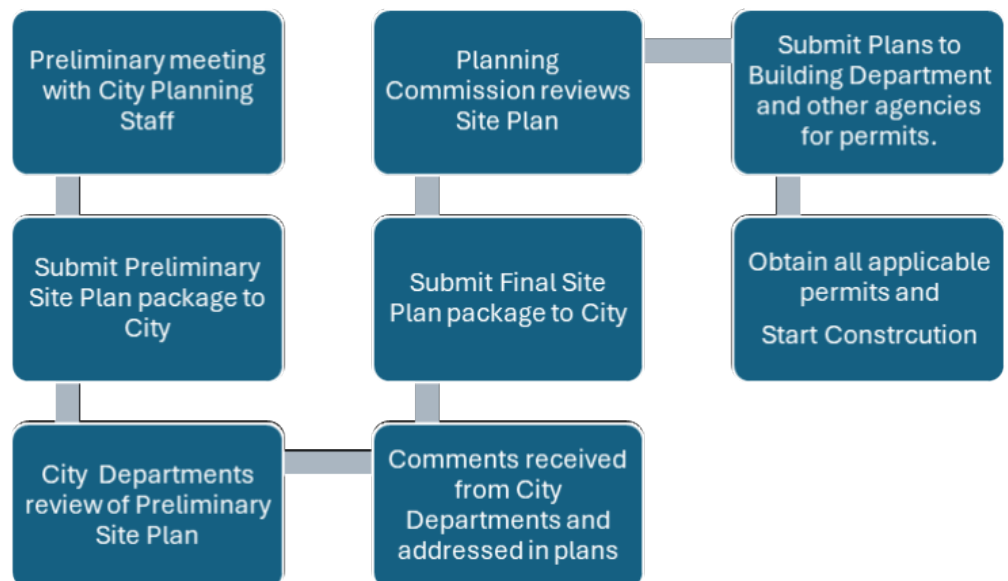 Preliminary meeting
with City Planning
Staff
Submit Preliminary
Site Plan package to
City
City Departments
review of Preliminary
Site Plan
Comments received
from City
Departments and
addressed in plans
Submit Final Site
Plan package to City
Planning
Commission reviews
Site Plan
Submit Plans to
Building Department
and other agencies
for permits.
Obtain all applicable
permits and
Start Constrcution